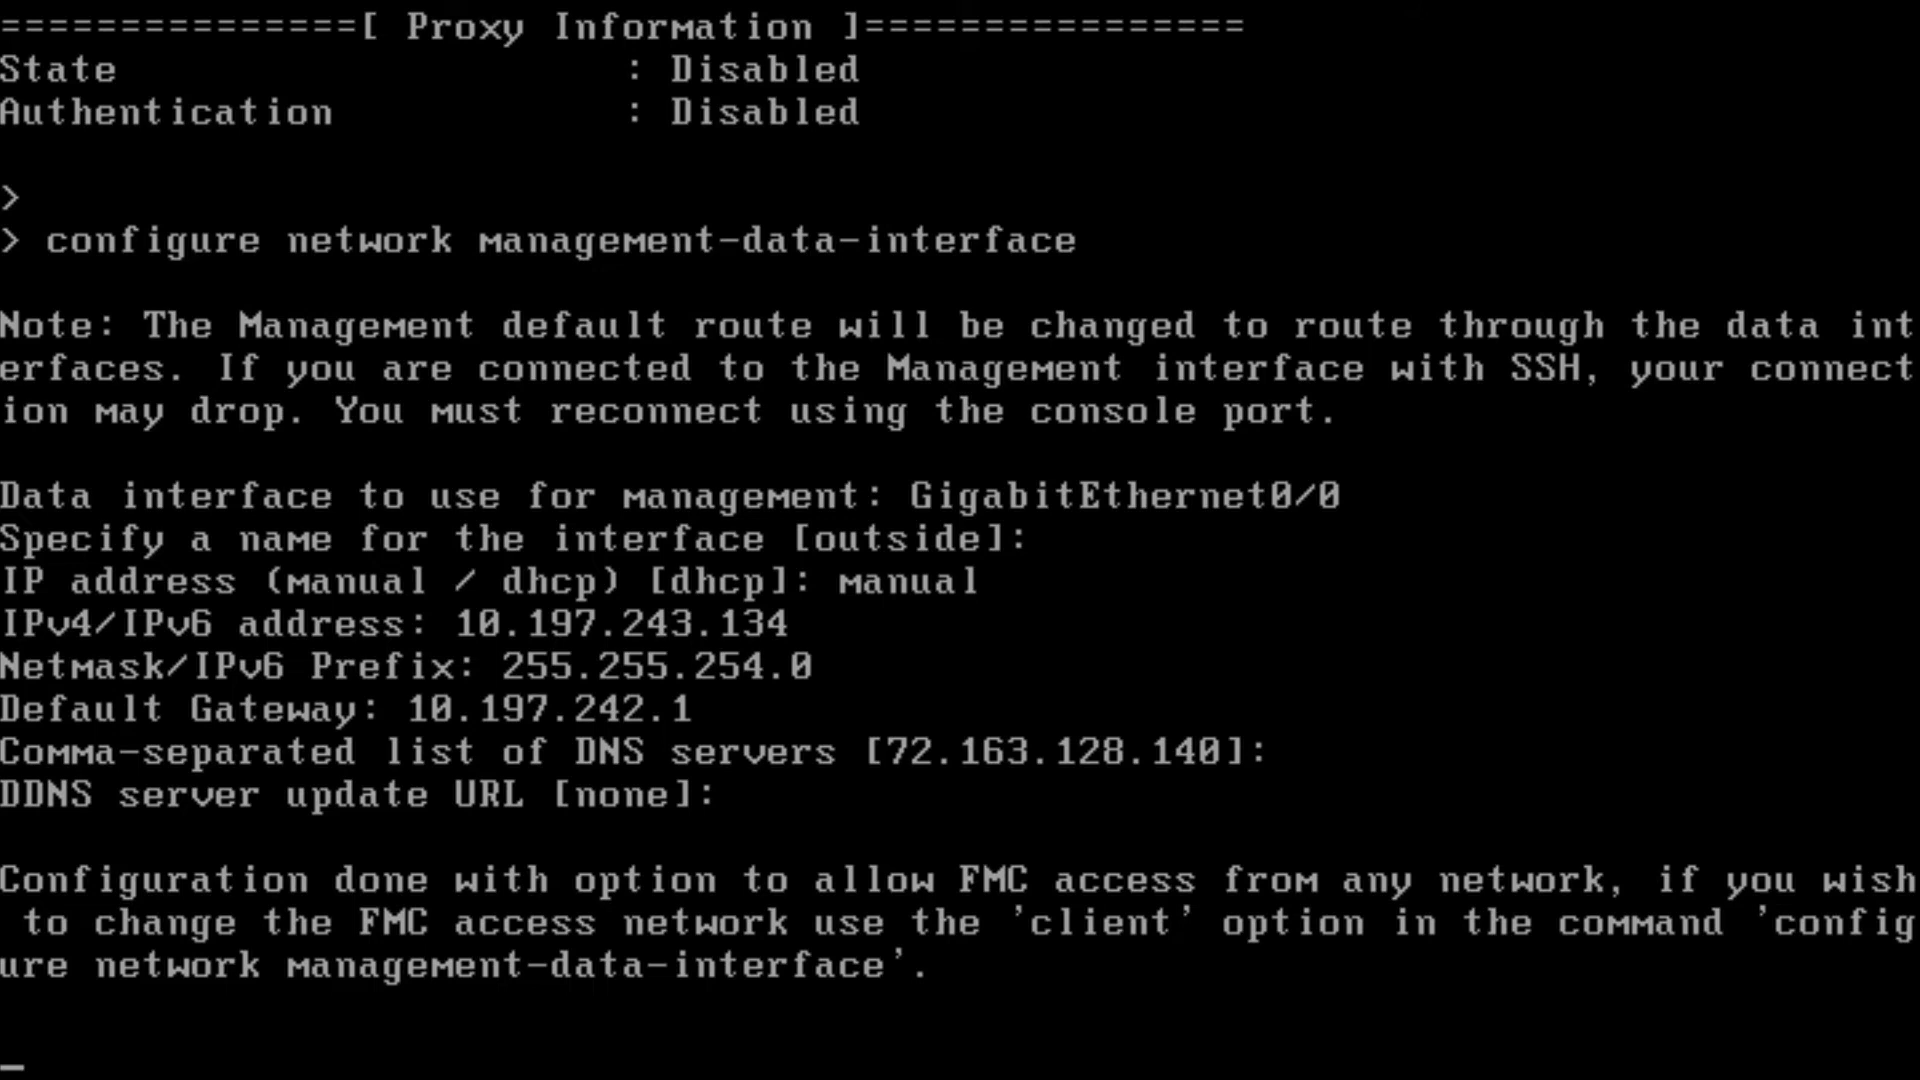 ===============[ Proxy Information ]================
State                     : Disabled
Authentication            : Disabled
>
> configure network management-data-interface
Note: The Management default route will be changed to route through the data int
erfaces. If you are connected to the Management interface with SSH, your connect
ion may drop. You must reconnect using the console port.
Data interface to use for management: GigabitEthernet0/0
Specify a name for the interface [outside]:
IP address (manual / dhcp) [dhcp]: manual
IPv4/IPv6 address: 10.197.243.134
Netmask/IPv6 Prefix: 255.255.254.0
Default Gateway: 10.197.242.1
Comma-separated list of DNS servers [72.163.128.140]:
DDNS server update URL [none]:
Configuration done with option to allow FMC access from any network, if you wish
 to change the FMC access network use the 'client' option in the command 'config
ure network management-data-interface'.